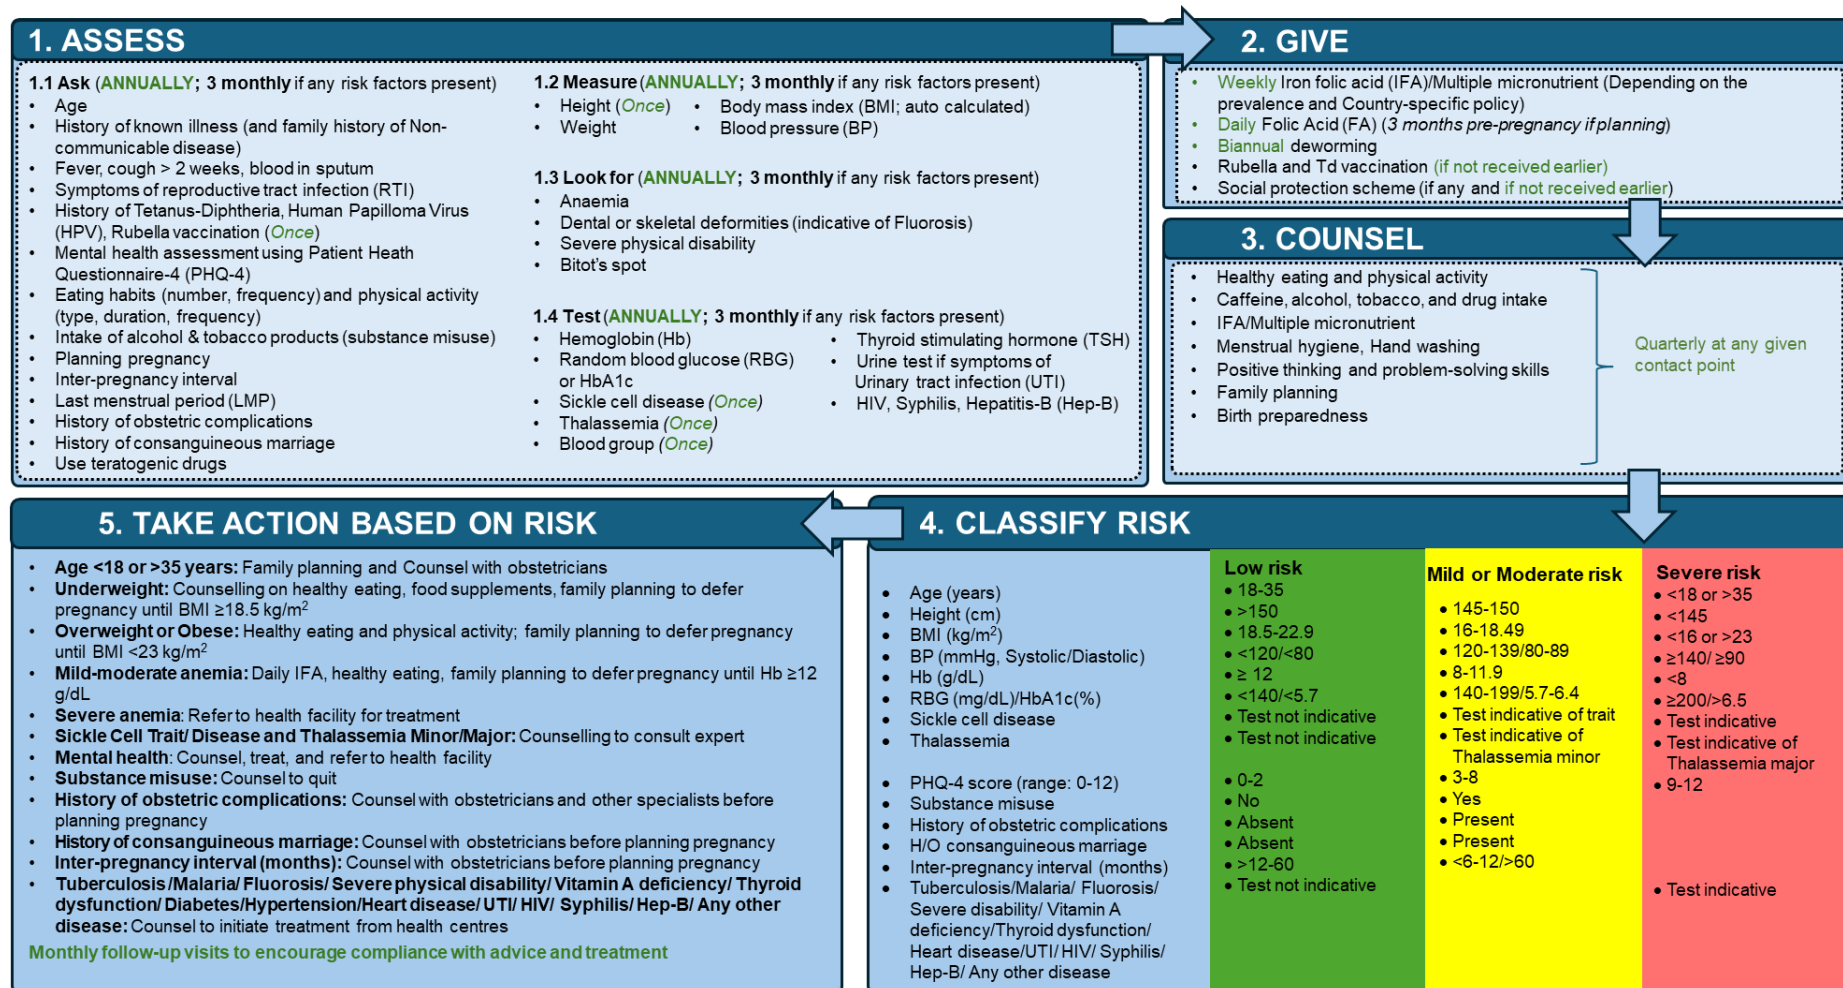 1. ASSESS
1.1 Ask (ANNUALLY; 3 monthly if any risk factors present)
• Age
• History of known illness (and family history of Non-
communicable disease)
• Fever, cough > 2 weeks, blood in sputum
• Symptoms of reproductive tract infection (RTI)
• History of Tetanus-Diphtheria, Human Papilloma Virus
(HPV), Rubella vaccination (Once)
• Mental health assessment using Patient Heath
Questionnaire-4 (PHQ-4)
• Eating habits (number, frequency) and physical activity
(type, duration, frequency)
• Intake of alcohol & tobacco products (substance misuse)
• Planning pregnancy
• Inter-pregnancy interval
• Last menstrual period (LMP)
• History of obstetric complications
• History of consanguineous marriage
• Use teratogenic drugs
1.2 Measure (ANNUALLY; 3 monthly if any risk factors present)
• Height (Once)
• Weight
• Body mass index (BMI; auto calculated)
• Blood pressure (BP)
1.3 Look for (ANNUALLY; 3 monthly if any risk factors present)
• Anaemia
• Dental or skeletal deformities (indicative of Fluorosis)
• Severe physical disability
• Bitot's spot
1.4 Test (ANNUALLY; 3 monthly if any risk factors present)
• Hemoglobin (Hb)
• Random blood glucose (RBG)
or HbA1c
• Sickle cell disease (Once)
• Thalassemia (Once)
• Blood group (Once)
• Thyroid stimulating hormone (TSH)
• Urine test if symptoms of
Urinary tract infection (UTI)
• HIV, Syphilis, Hepatitis-B (Hep-B)
2. GIVE
• Weekly Iron folic acid (IFA)/Multiple micronutrient (Depending on the
prevalence and Country-specific policy)
• Daily Folic Acid (FA) (3 months pre-pregnancy if planning)
• Biannual deworming
• Rubella and Td vaccination (if not received earlier)
• Social protection scheme (if any and if not received earlier)
3. COUNSEL
• Healthy eating and physical activity
• Caffeine, alcohol, tobacco, and drug intake
• IFA/Multiple micronutrient
• Menstrual hygiene, Hand washing
• Positive thinking and problem-solving skills
• Family planning
• Birth preparedness
Quarterly at any given
contact point
4. CLASSIFY RISK
• Age (years)
• Height (cm)
• BMI (kg/m²)
• BP (mmHg, Systolic/Diastolic)
• Hb (g/dL)
• RBG (mg/dL)/HbA1c(%)
• Sickle cell disease
• Thalassemia
• PHQ-4 score (range: 0-12)
• Substance misuse
• History of obstetric complications
• H/O consanguineous marriage
• Inter-pregnancy interval (months)
• Tuberculosis/Malaria/ Fluorosis/
Severe disability/ Vitamin A
deficiency/Thyroid dysfunction/
Heart disease/UTI/ HIV/ Syphilis/
Hep-B/ Any other disease
Low risk
• 18-35
• >150
• 18.5-22.9
• <120/<80
• ≥ 12
• <140/<5.7
• Test not indicative
• Test not indicative
• 0-2
• No
• Absent
• Absent
• >12-60
• Test not indicative
Mild or Moderate risk
• 145-150
• 16-18.49
• 120-139/80-89
• 8-11.9
• 140-199/5.7-6.4
• Test indicative of trait
• Test indicative of
Thalassemia minor
• 3-8
• Yes
• Present
• Present
• <6-12/>60
Severe risk
• <18 or >35
• <145
• <16 or >23
• ≥140/ ≥90
• <8
• ≥200/>6.5
• Test indicative
• Test indicative of
Thalassemia major
• 9-12
• Test indicative
5. TAKE ACTION BASED ON RISK
• Age <18 or >35 years: Family planning and Counsel with obstetricians
• Underweight: Counselling on healthy eating, food supplements, family planning to defer
pregnancy until BMI ≥18.5 kg/m²
• Overweight or Obese: Healthy eating and physical activity; family planning to defer pregnancy
until BMI <23 kg/m²
• Mild-moderate anemia: Daily IFA, healthy eating, family planning to defer pregnancy until Hb ≥12
g/dL
• Severe anemia: Refer to health facility for treatment
• Sickle Cell Trait/ Disease and Thalassemia Minor/Major: Counselling to consult expert
• Mental health: Counsel, treat, and refer to health facility
• Substance misuse: Counsel to quit
• History of obstetric complications: Counsel with obstetricians and other specialists before
planning pregnancy
• History of consanguineous marriage: Counsel with obstetricians before planning pregnancy
• Inter-pregnancy interval (months): Counsel with obstetricians before planning pregnancy
• Tuberculosis /Malaria/ Fluorosis/ Severe physical disability/ Vitamin A deficiency/ Thyroid
dysfunction/ Diabetes/Hypertension/Heart disease/ UTI/ HIV/ Syphilis/ Hep-B/ Any other
disease: Counsel to initiate treatment from health centres
Monthly follow-up visits to encourage compliance with advice and treatment